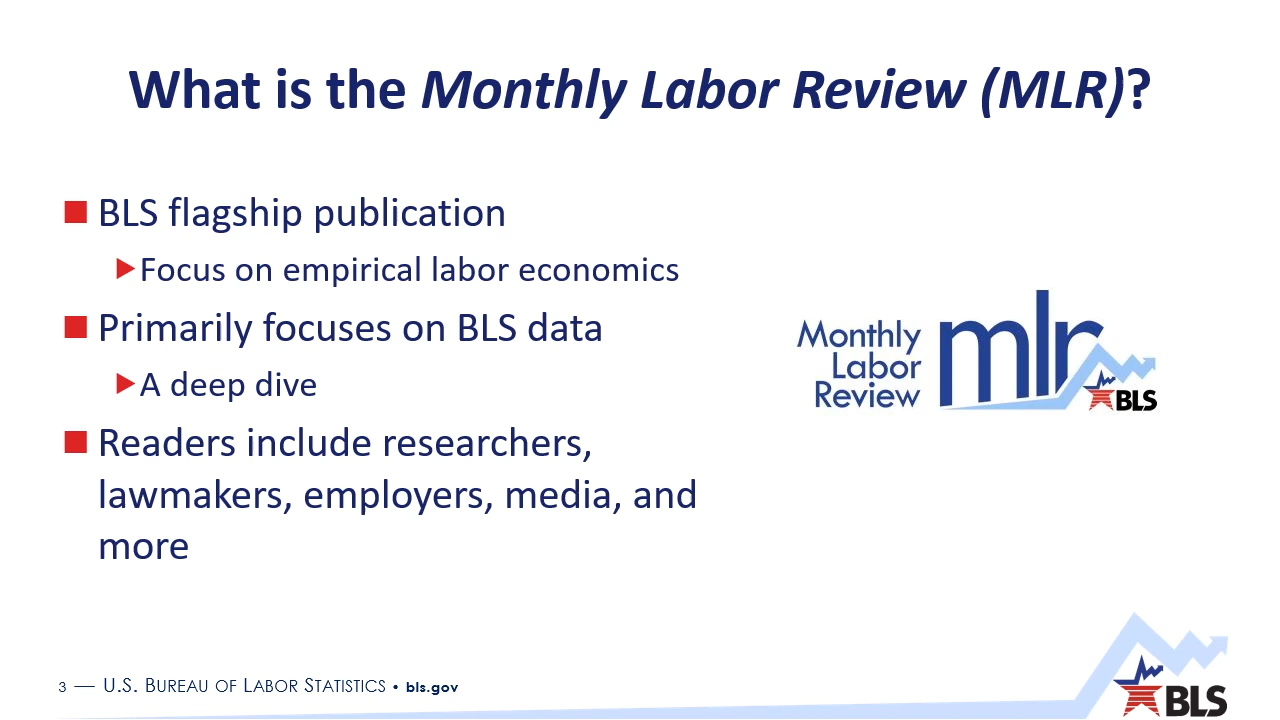 What is the Monthly Labor Review (MLR)?
BLS flagship publication
Focus on empirical labor economics
Primarily focuses on BLS data
A deep dive
Readers include researchers,
lawmakers, employers, media, and
more
Monthly
Labor
Review
mlr
BLS
3 — U.S. BUREAU OF LABOR STATISTICS • bls.gov
BLS